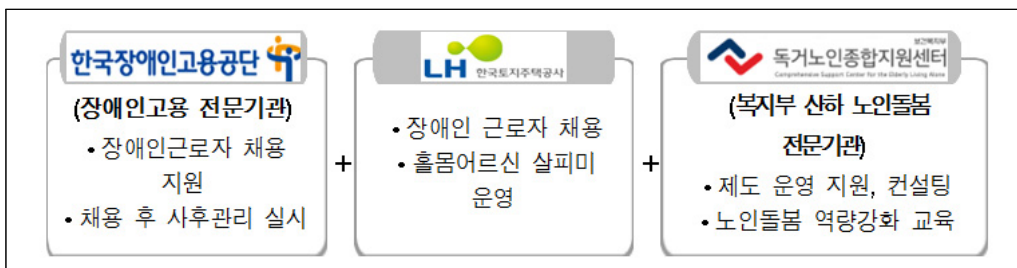 한국장애인고용공단
(장애인고용 전문기관)
• 장애인근로자 채용
지원
• 채용 후 사후관리 실시
+
LH 한국토지주택공사
• 장애인 근로자 채용
• 홀몸어르신 살피미
운영
+
보건복지부
독거노인종합지원센터
Comprehensive Support Center for the Elderly Living Alone
(복지부 산하 노인돌봄
전문기관)
• 제도 운영 지원, 컨설팅
• 노인돌봄 역량강화 교육